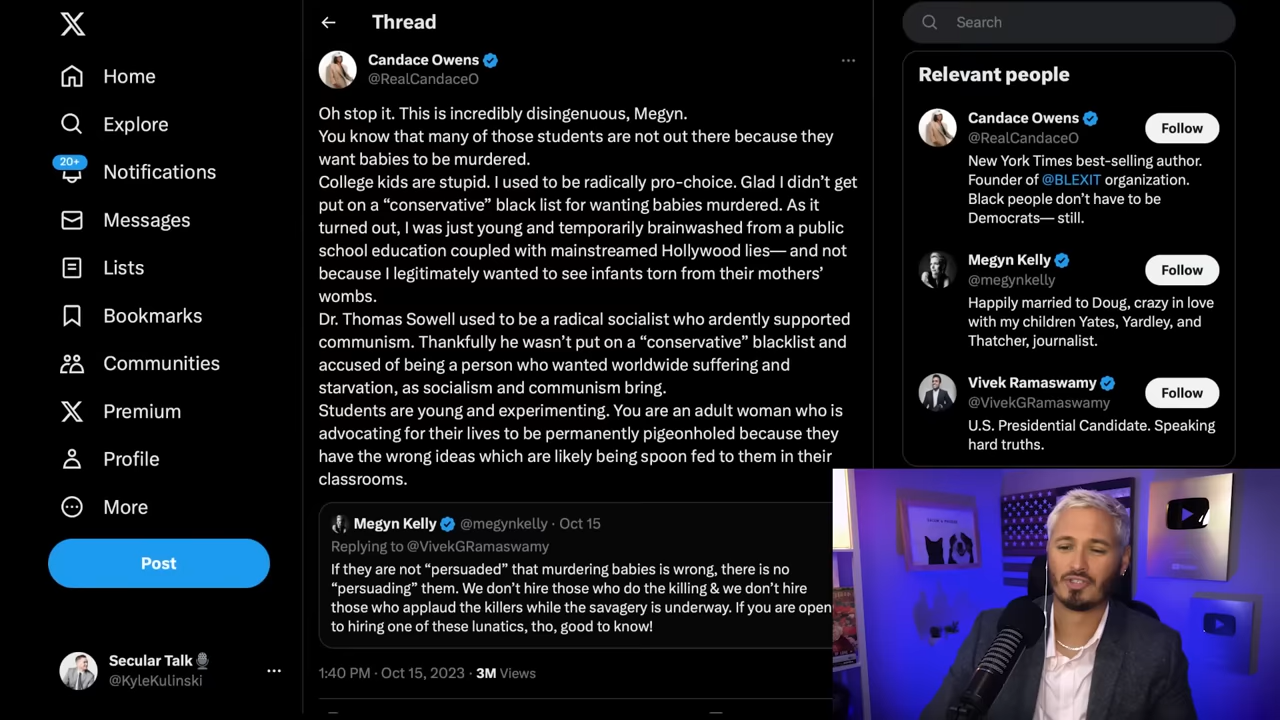 Home
Explore
20+
Notifications
Messages
Lists
Bookmarks
Communities
Premium
Profile
More
Post
Secular Talk🎙️
@KyleKulinski
Thread
Candace Owens
@RealCandaceO
Oh stop it. This is incredibly disingenuous, Megyn.
You know that many of those students are not out there because they
want babies to be murdered.
College kids are stupid. I used to be radically pro-choice. Glad I didn’t get
put on a “conservative” black list for wanting babies murdered. As it
turned out, I was just young and temporarily brainwashed from a public
school education coupled with mainstreamed Hollywood lies— and not
because I legitimately wanted to see infants torn from their mothers’
wombs.
Dr. Thomas Sowell used to be a radical socialist who ardently supported
communism. Thankfully he wasn’t put on a “conservative” blacklist and
accused of being a person who wanted worldwide suffering and
starvation, as socialism and communism bring.
Students are young and experimenting. You are an adult woman who is
advocating for their lives to be permanently pigeonholed because they
have the wrong ideas which are likely being spoon fed to them in their
classrooms.
Megyn Kelly @megynkelly · Oct 15
Replying to @VivekGRamaswamy
If they are not “persuaded” that murdering babies is wrong, there is no
“persuading” them. We don’t hire those who do the killing & we don’t hire
those who applaud the killers while the savagery is underway. If you are open
to hiring one of these lunatics, tho, good to know!
1:40 PM · Oct 15, 2023 · 3M Views
Search
Relevant people
Candace Owens
@RealCandaceO
Follow
New York Times best-selling author.
Founder of @BLEXIT organization.
Black people don’t have to be
Democrats— still.
Megyn Kelly
@megynkelly
Follow
Happily married to Doug, crazy in love
with my children Yates, Yardley, and
Thatcher, journalist.
Vivek Ramaswamy
@VivekGRamaswamy
Follow
U.S. Presidential Candidate. Speaking
hard truths.